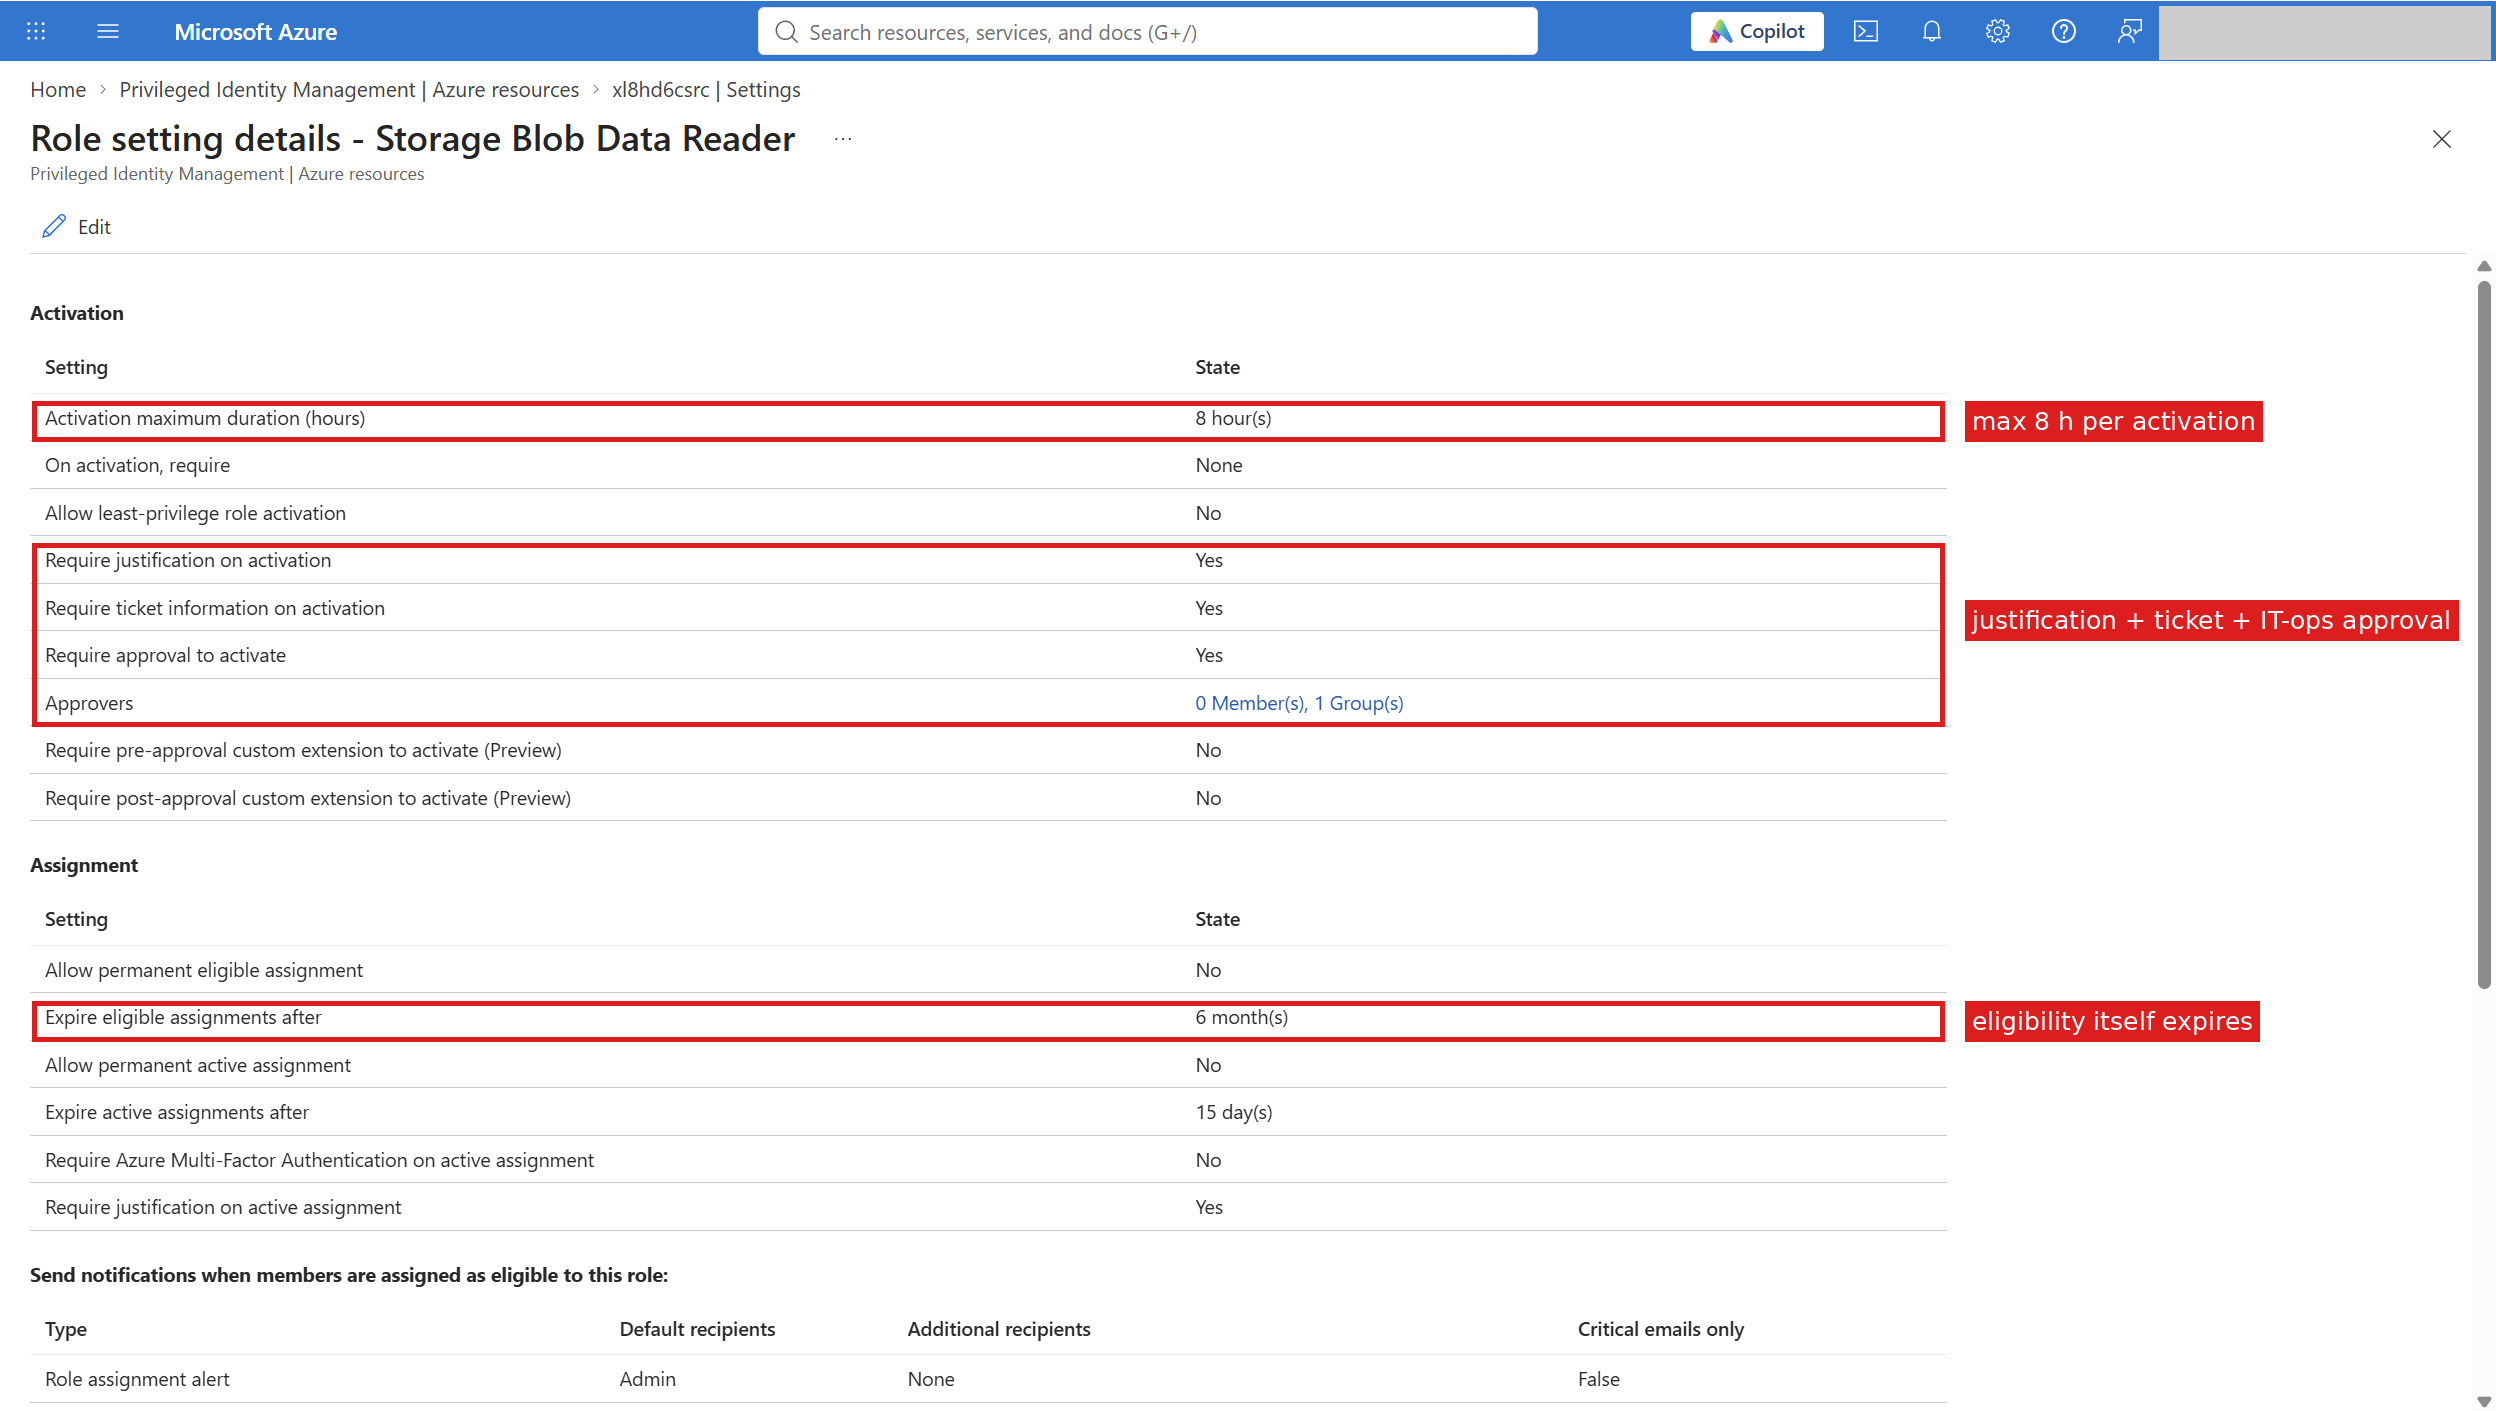 Microsoft Azure
Search resources, services, and docs (G+/)
Copilot
Home > Privileged Identity Management | Azure resources > xl8hd6csrc | Settings
Role setting details - Storage Blob Data Reader ...
Privileged Identity Management | Azure resources
Edit
Activation
Setting State
Activation maximum duration (hours) 8 hour(s) max 8 h per activation
On activation, require None
Allow least-privilege role activation No
Require justification on activation Yes
Require ticket information on activation Yes justification + ticket + IT-ops approval
Require approval to activate Yes
Approvers 0 Member(s), 1 Group(s)
Require pre-approval custom extension to activate (Preview) No
Require post-approval custom extension to activate (Preview) No
Assignment
Setting State
Allow permanent eligible assignment No
Expire eligible assignments after 6 month(s) eligibility itself expires
Allow permanent active assignment No
Expire active assignments after 15 day(s)
Require Azure Multi-Factor Authentication on active assignment No
Require justification on active assignment Yes
Send notifications when members are assigned as eligible to this role:
Type Default recipients Additional recipients Critical emails only
Role assignment alert Admin None False